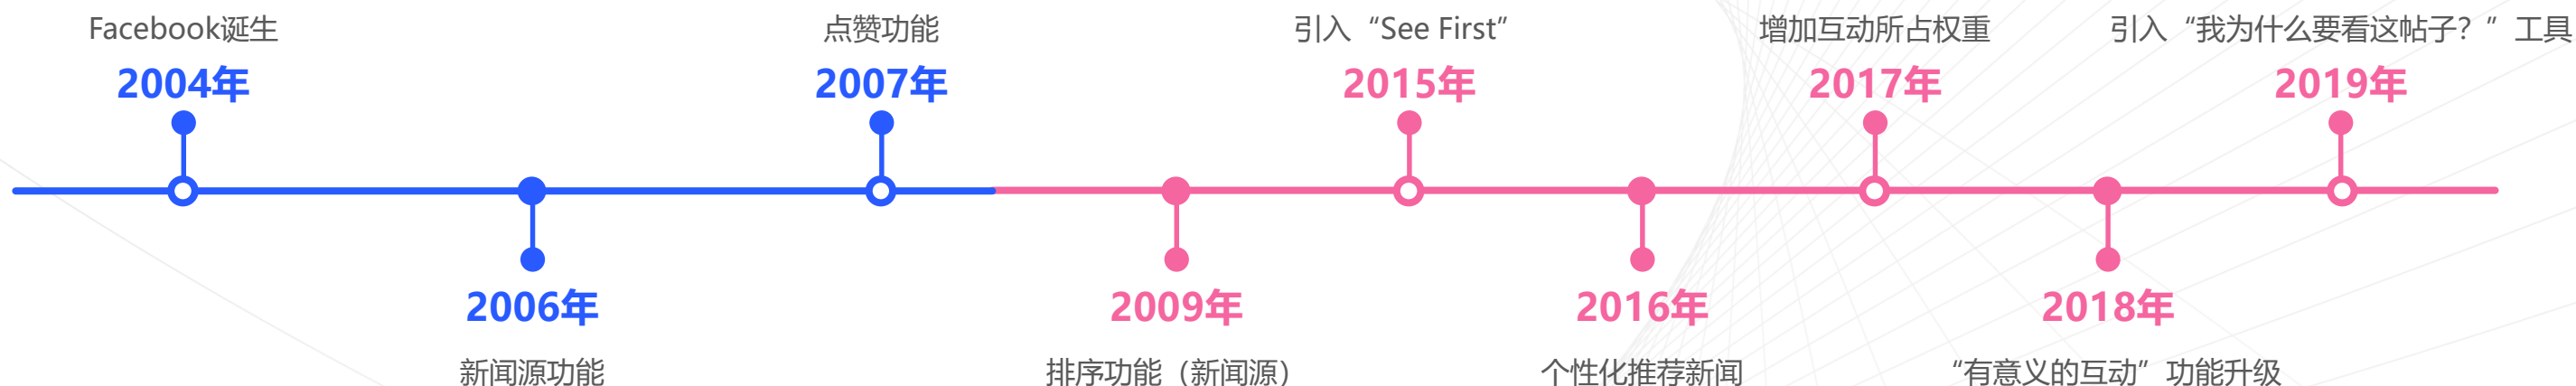 Facebook诞生
2004年
点赞功能
2007年
引入“See First”
2015年
增加互动所占权重
2017年
引入“我为什么要看这帖子？”工具
2019年
2006年
新闻源功能
2009年
排序功能（新闻源）
2016年
个性化推荐新闻
2018年
“有意义的互动”功能升级